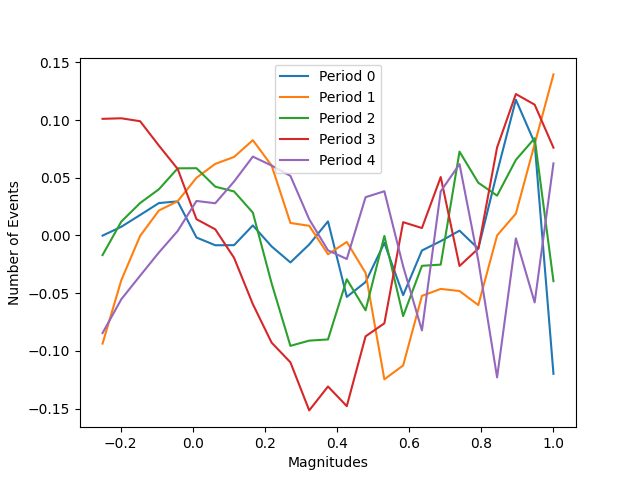 Period 0
Period 1
Period 2
Period 3
Period 4
0.15
0.10
0.05
0.00
−0.05
−0.10
−0.15
Number of Events
−0.2 0.0 0.2 0.4 0.6 0.8 1.0
Magnitudes